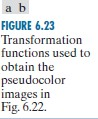 a b
FIGURE 6.23
Transformation
functions used to
obtain the
pseudocolor
images in
Fig. 6.22.